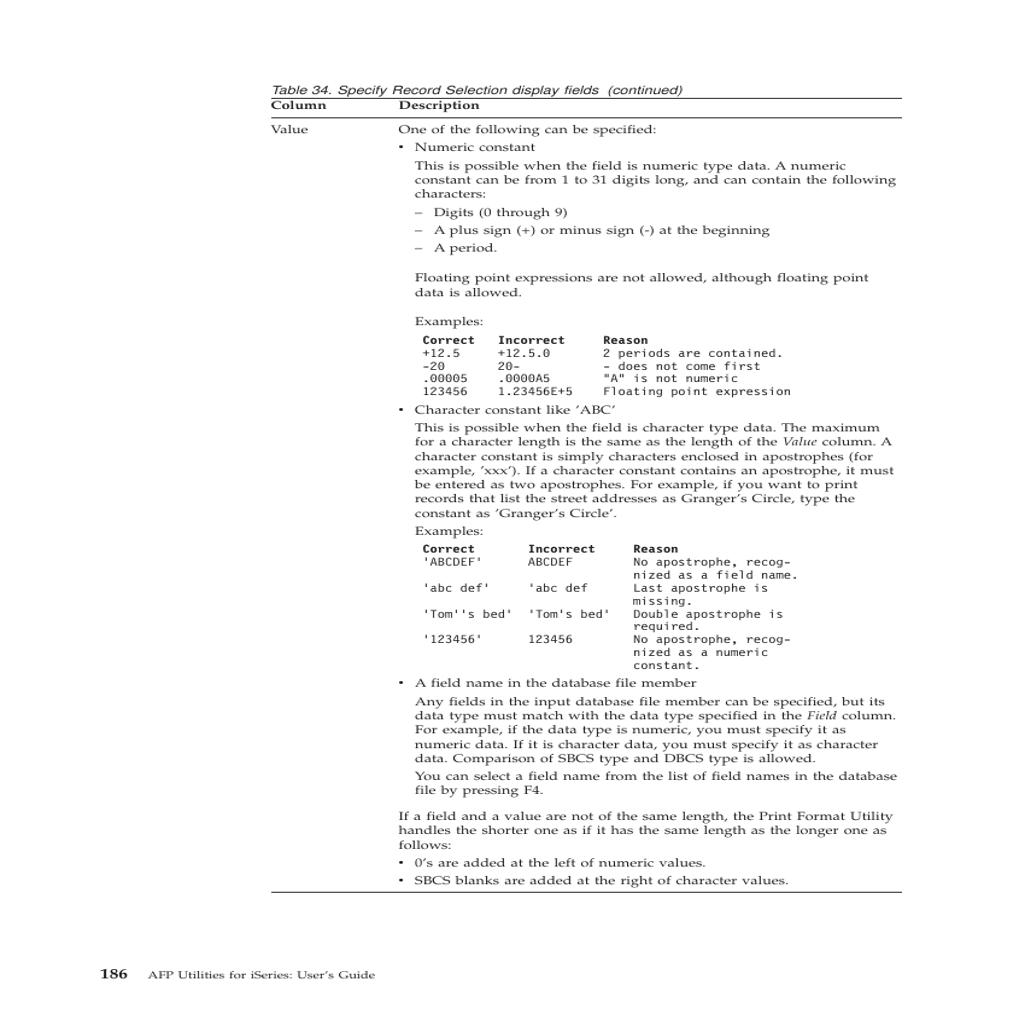 Table 34. Specify Record Selection display fields (continued)
Column Description
Value One of the following can be specified:
• Numeric constant
This is possible when the field is numeric type data. A numeric
constant can be from 1 to 31 digits long, and can contain the following
characters:
– Digits (0 through 9)
– A plus sign (+) or minus sign (-) at the beginning
– A period.
Floating point expressions are not allowed, although floating point
data is allowed.
Examples:
Correct Incorrect Reason
+12.5 +12.5.0 2 periods are contained.
-20 20- - does not come first
.00005 .0000A5 "A" is not numeric
123456 1.23456E+5 Floating point expression
• Character constant like ’ABC’
This is possible when the field is character type data. The maximum
for a character length is the same as the length of the Value column. A
character constant is simply characters enclosed in apostrophes (for
example, ’xxx’). If a character constant contains an apostrophe, it must
be entered as two apostrophes. For example, if you want to print
records that list the street addresses as Granger’s Circle, type the
constant as ’Granger’s Circle’.
Examples:
Correct Incorrect Reason
'ABCDEF' ABCDEF No apostrophe, recog-
nized as a field name.
'abc def' 'abc def Last apostrophe is
missing.
'Tom''s bed' 'Tom's bed' Double apostrophe is
required.
'123456' 123456 No apostrophe, recog-
nized as a numeric
constant.
• A field name in the database file member
Any fields in the input database file member can be specified, but its
data type must match with the data type specified in the Field column.
For example, if the data type is numeric, you must specify it as
numeric data. If it is character data, you must specify it as character
data. Comparison of SBCS type and DBCS type is allowed.
You can select a field name from the list of field names in the database
file by pressing F4.
If a field and a value are not of the same length, the Print Format Utility
handles the shorter one as if it has the same length as the longer one as
follows:
• 0’s are added at the left of numeric values.
• SBCS blanks are added at the right of character values.
186 AFP Utilities for iSeries: User’s Guide